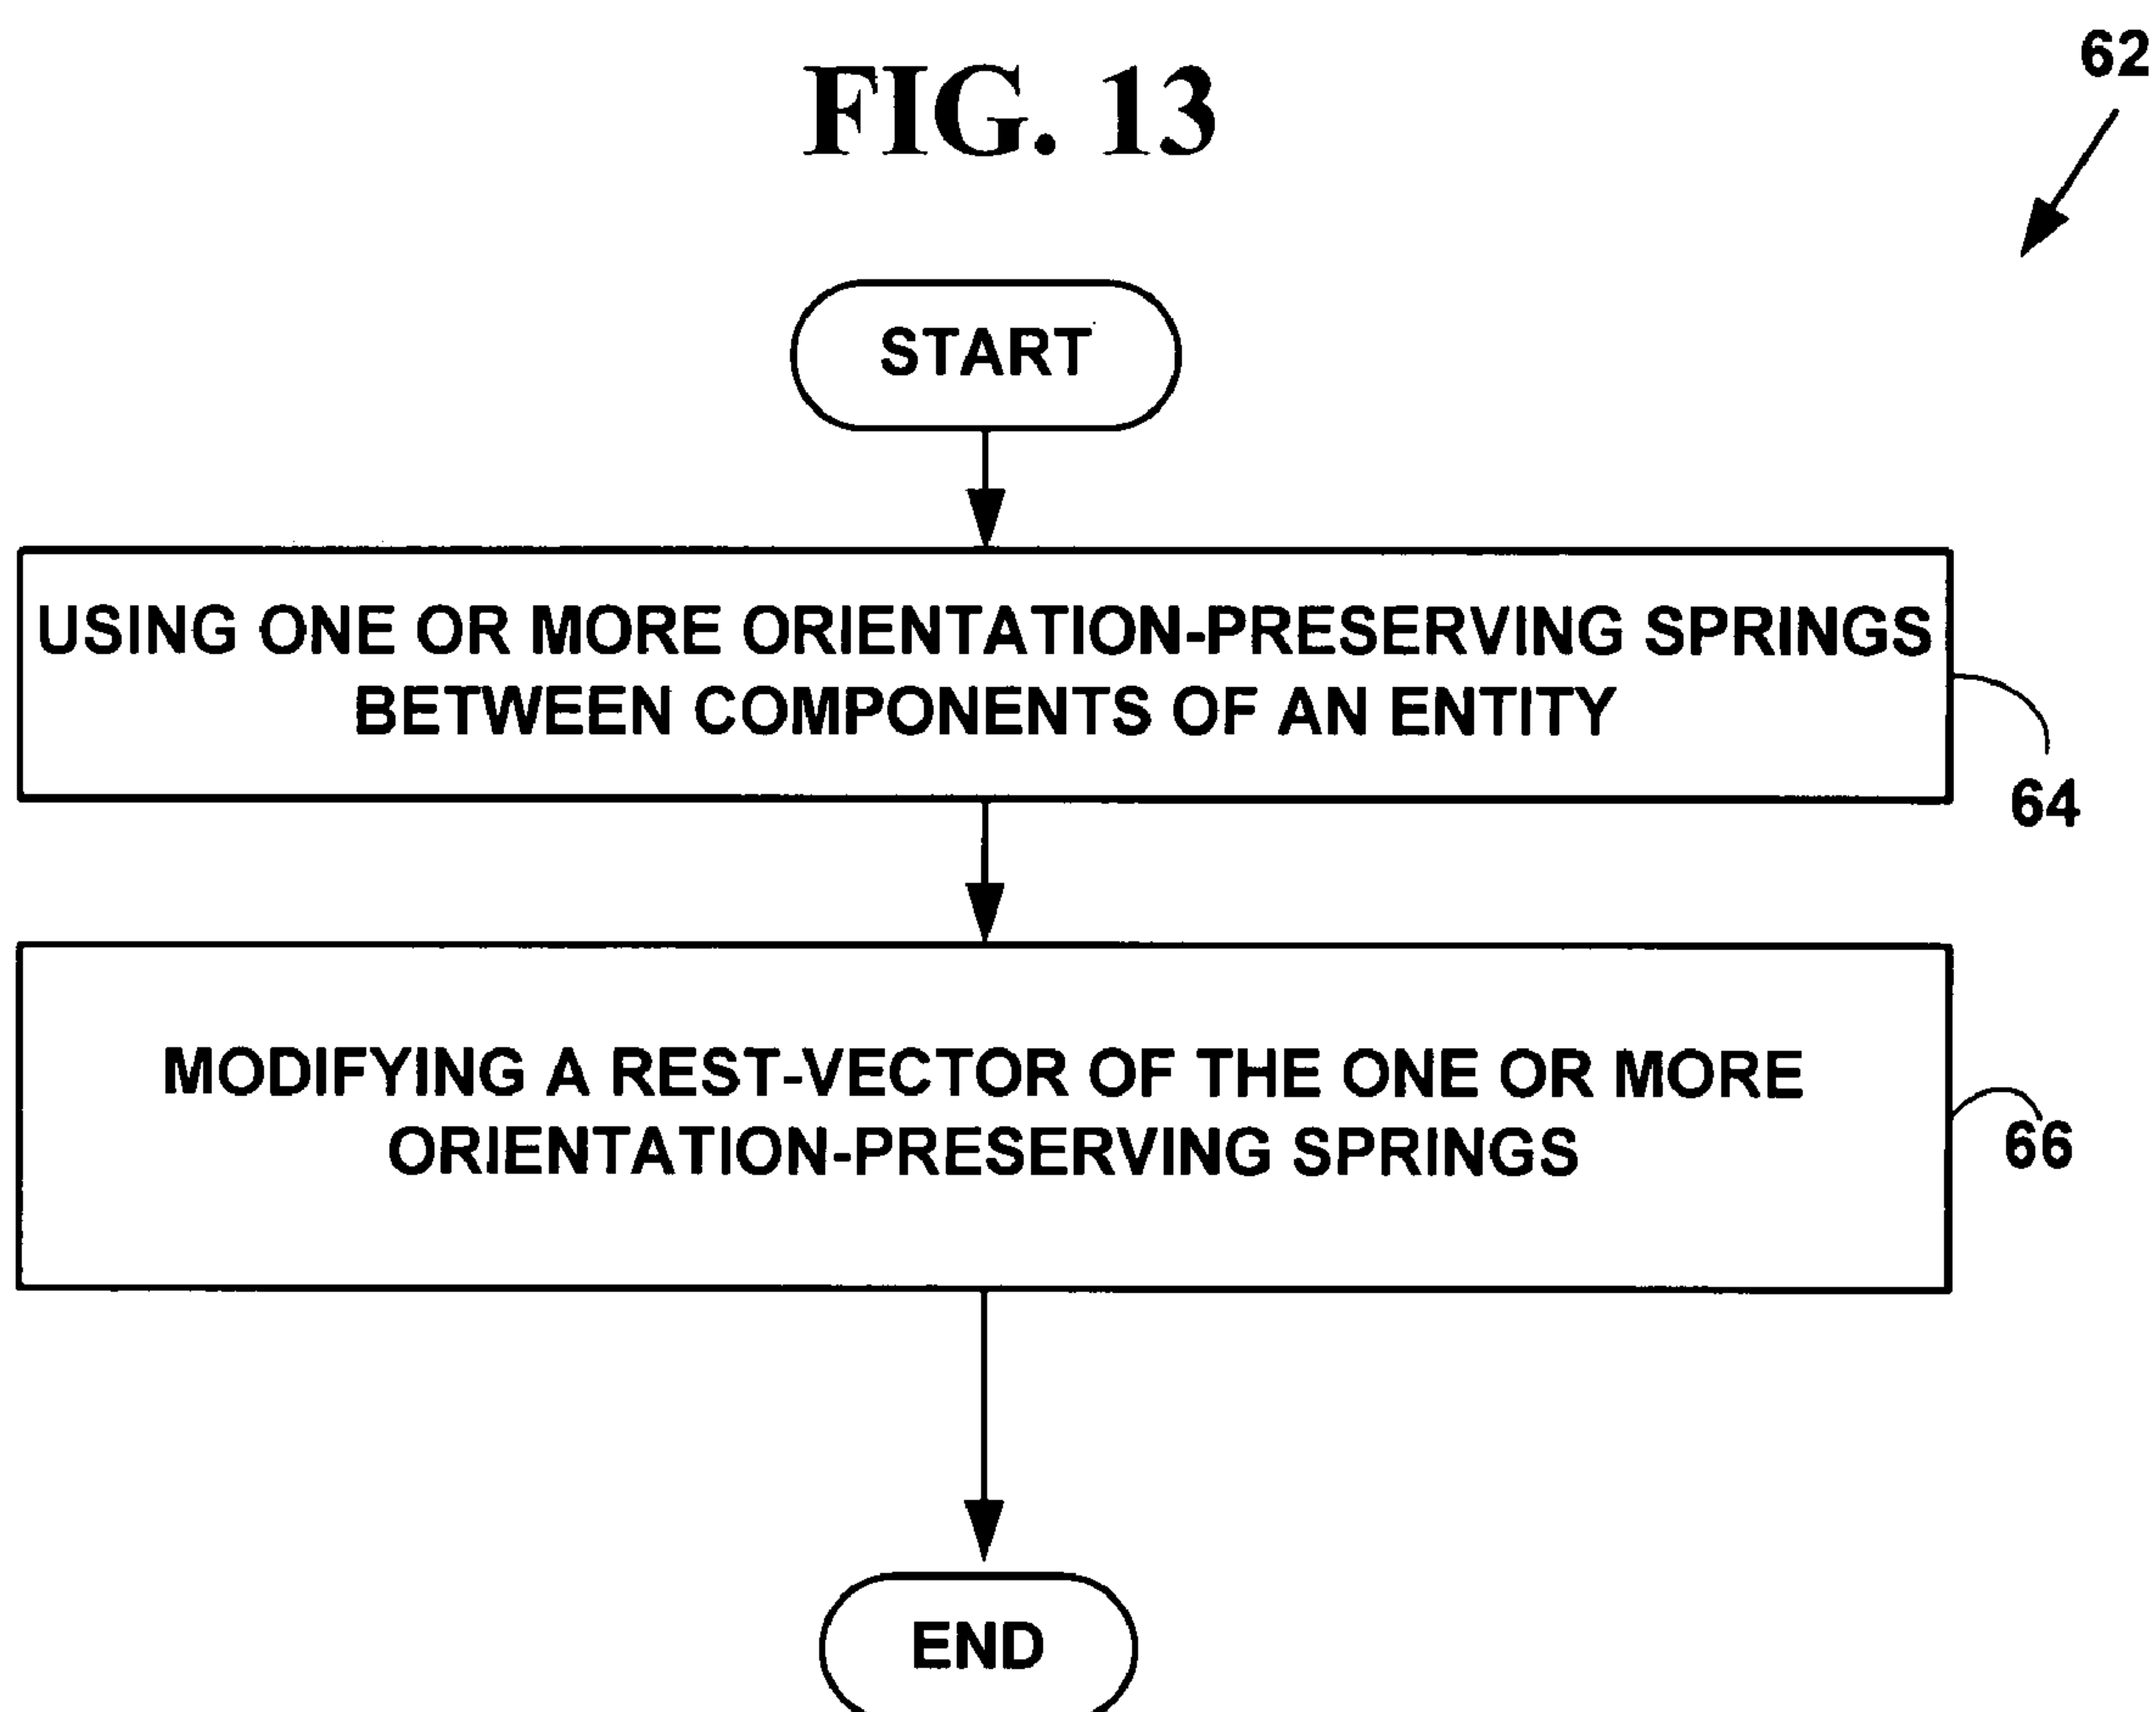 FIG. 13
62
START
USING ONE OR MORE ORIENTATION-PRESERVING SPRINGS
BETWEEN COMPONENTS OF AN ENTITY
64
MODIFYING A REST-VECTOR OF THE ONE OR MORE
ORIENTATION-PRESERVING SPRINGS
66
END